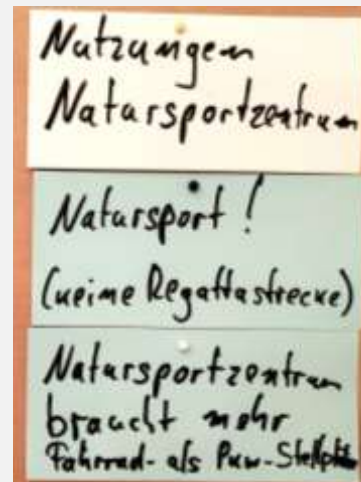 Nutzungen
Natursportzentrum
Natursport!
(keine Regattastrecke)
Natursportzentrum
braucht mehr
Fahrrad- als Pkw-Stellplätze